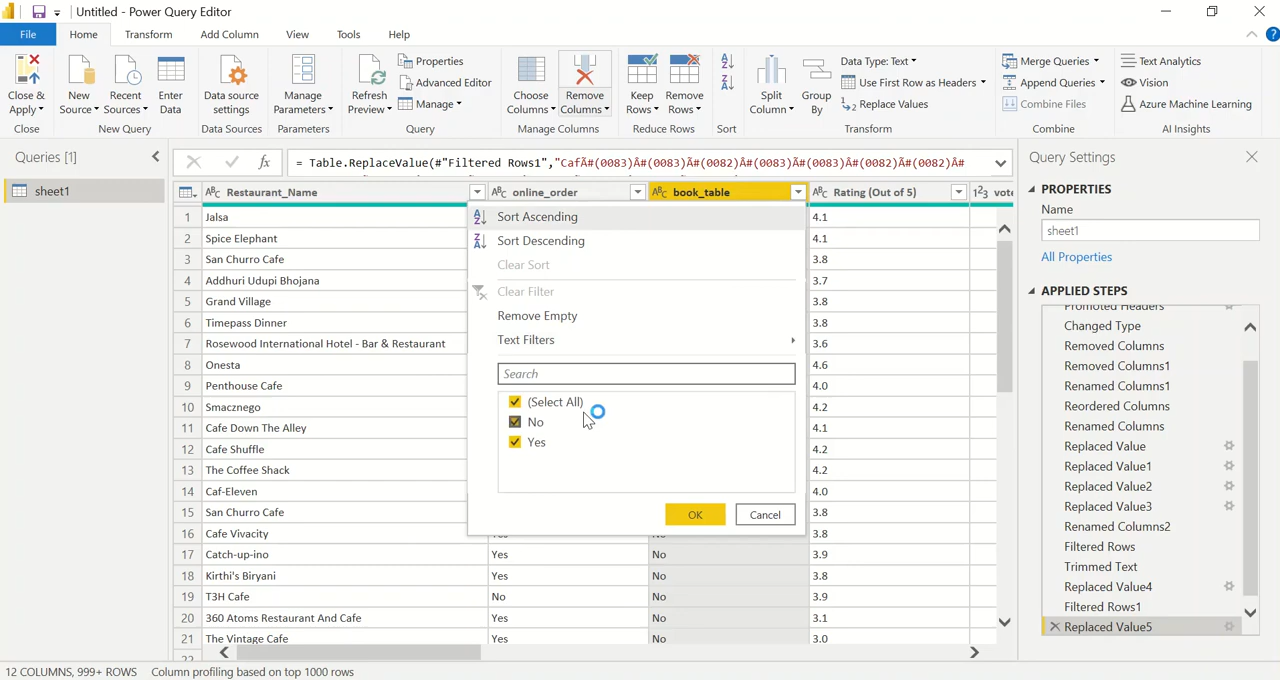 Untitled - Power Query Editor
File Home Transform Add Column View Tools Help
Close & Apply
New Source
Recent Sources
Enter Data
Data source settings
Manage Parameters
Refresh Preview
Properties
Advanced Editor
Manage
Choose Columns
Remove Columns
Keep Rows
Remove Rows
Split Column
Group By
Data Type: Text
Use First Row as Headers
Replace Values
Merge Queries
Append Queries
Combine Files
Text Analytics
Vision
Azure Machine Learning
Close New Query Data Sources Parameters Query Manage Columns Reduce Rows Sort Transform Combine AI Insights
Queries [1]
sheet1
fx = Table.ReplaceValue(#"Filtered Rows1","CafÃ#(0083)Â#(0083)Ã#(0082)Â#(0083)Ã#(0083)Â#(0082)Ã#(0082)Â#
Restaurant_Name online_order book_table Rating (Out of 5) 123 vote
1 Jalsa 4.1
2 Spice Elephant 4.1
3 San Churro Cafe 3.8
4 Addhuri Udupi Bhojana 3.7
5 Grand Village 3.8
6 Timepass Dinner 3.8
7 Rosewood International Hotel - Bar & Restaurant 3.6
8 Onesta 4.6
9 Penthouse Cafe 4.0
10 Smacznego 4.2
11 Cafe Down The Alley 4.1
12 Cafe Shuffle 4.2
13 The Coffee Shack 4.2
14 Caf-Eleven 4.0
15 San Churro Cafe 3.8
16 Cafe Vivacity Yes No 3.8
17 Catch-up-ino Yes No 3.9
18 Kirthi's Biryani Yes No 3.8
19 T3H Cafe No No 3.9
20 360 Atoms Restaurant And Cafe Yes No 3.1
21 The Vintage Cafe Yes No 3.0
22
Sort Ascending
Sort Descending
Clear Sort
Clear Filter
Remove Empty
Text Filters
Search
(Select All)
No
Yes
OK Cancel
Query Settings
PROPERTIES
Name
sheet1
All Properties
APPLIED STEPS
Promoted Headers
Changed Type
Removed Columns
Removed Columns1
Renamed Columns1
Reordered Columns
Renamed Columns
Replaced Value
Replaced Value1
Replaced Value2
Replaced Value3
Renamed Columns2
Filtered Rows
Trimmed Text
Replaced Value4
Filtered Rows1
Replaced Value5
12 COLUMNS, 999+ ROWS Column profiling based on top 1000 rows